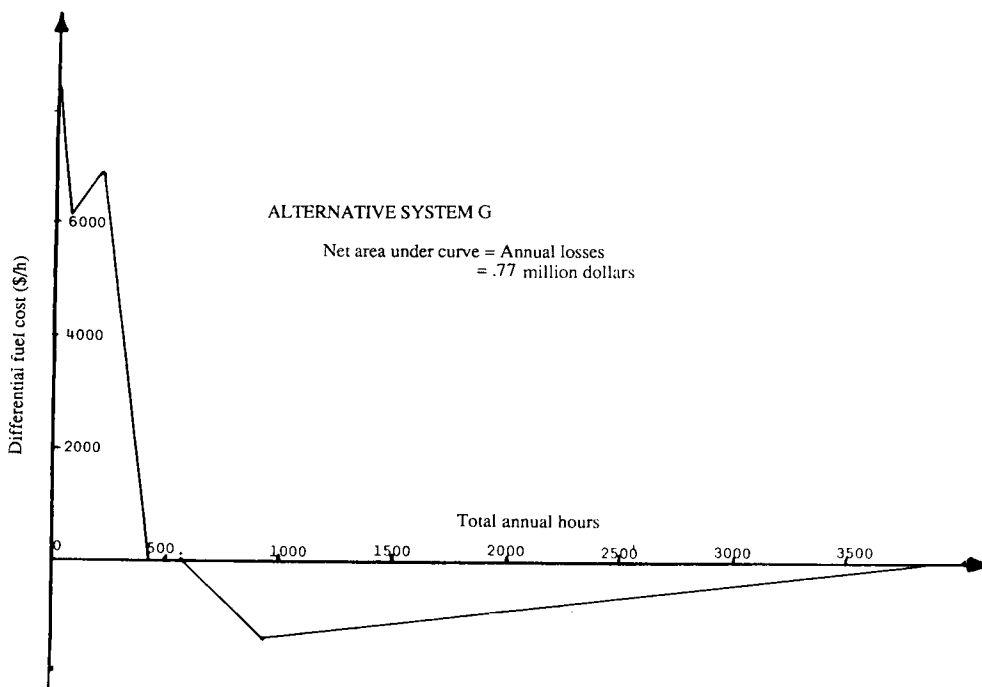 ALTERNATIVE SYSTEM G
Net area under curve = Annual losses
= .77 million dollars
Differential fuel cost ($/h)
6000
4000
2000
Total annual hours
0
500.
1000
1500
2000
2500
3000
3500